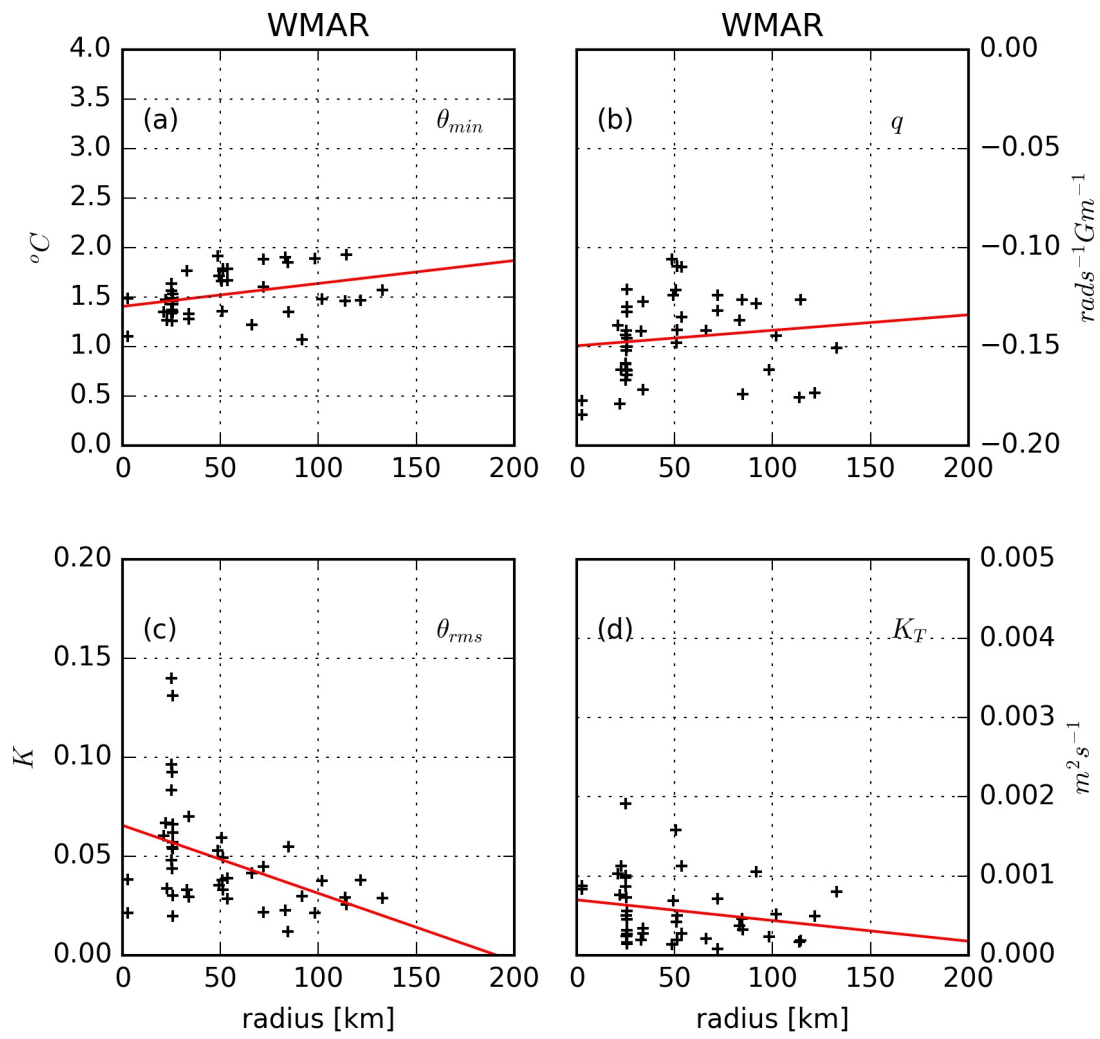 WMAR WMAR
4.0 0.00
3.5
(a) θmin (b) q
3.0 −0.05
2.5
°C rads⁻¹Gm⁻¹
2.0 −0.10
1.5
1.0 −0.15
0.5
0.0 −0.20
0 50 100 150 200 0 50 100 150 200
0.20 0.005
(c) θrms (d) KT
0.004
0.15
0.003
K m²s⁻¹
0.10
0.002
0.05 0.001
0.00 0.000
0 50 100 150 200 0 50 100 150 200
radius [km] radius [km]